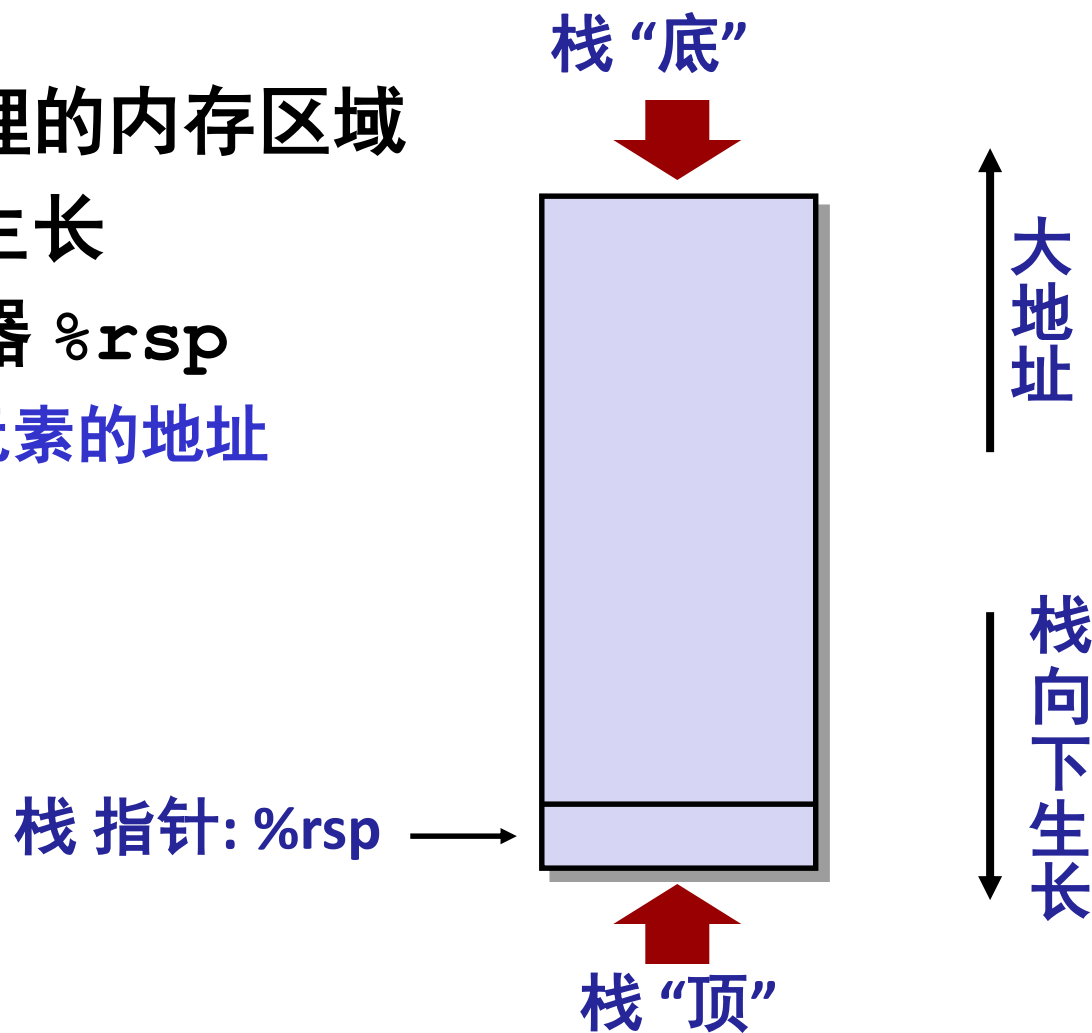 栈 “底”
理的内存区域
生长
器 %rsp
元素的地址
大地址
栈向下生长
栈 指针: %rsp
栈 “顶”